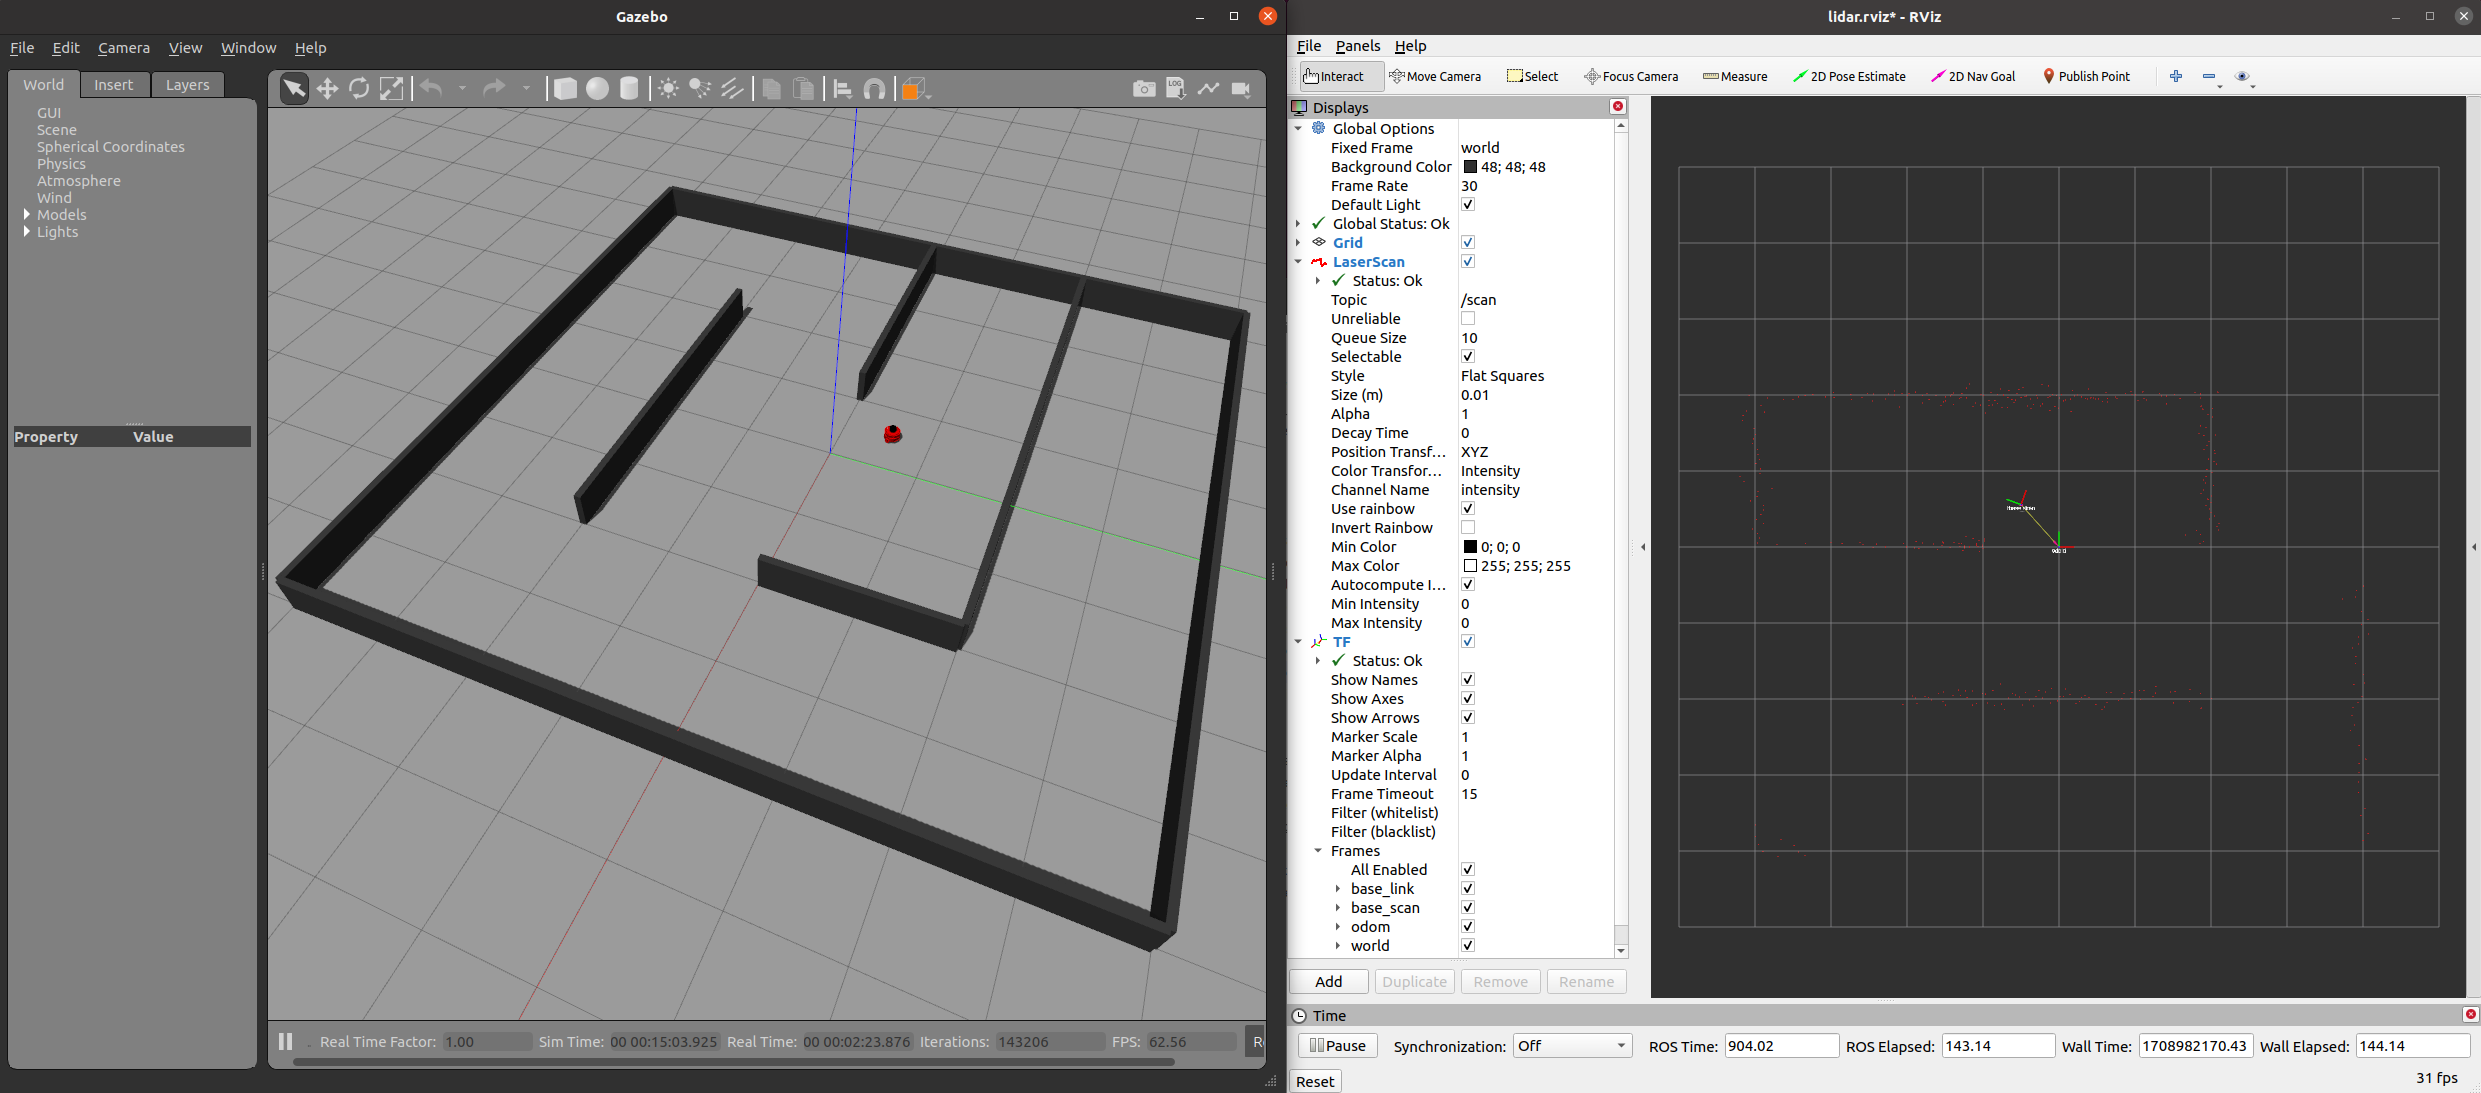 Gazebo
File Edit Camera View Window Help
World Insert Layers
GUI
Scene
Spherical Coordinates
Physics
Atmosphere
Wind
Models
Lights
Property Value
LOG
Real Time Factor: 1.00 Sim Time: 00 00:15:03.925 Real Time: 00 00:02:23.876 Iterations: 143206 FPS: 62.56 R
lidar.rviz* - RViz
File Panels Help
Interact Move Camera Select Focus Camera Measure 2D Pose Estimate 2D Nav Goal Publish Point
Displays
Global Options
Fixed Frame world
Background Color 48; 48; 48
Frame Rate 30
Default Light
Global Status: Ok
Grid
LaserScan
Status: Ok
Topic /scan
Unreliable
Queue Size 10
Selectable
Style Flat Squares
Size (m) 0.01
Alpha 1
Decay Time 0
Position Transf... XYZ
Color Transfor... Intensity
Channel Name intensity
Use rainbow
Invert Rainbow
Min Color 0; 0; 0
Max Color 255; 255; 255
Autocompute I...
Min Intensity 0
Max Intensity 0
TF
Status: Ok
Show Names
Show Axes
Show Arrows
Marker Scale 1
Marker Alpha 1
Update Interval 0
Frame Timeout 15
Filter (whitelist)
Filter (blacklist)
Frames
All Enabled
base_link
base_scan
odom
world
Add Duplicate Remove Rename
Time
Pause Synchronization: Off ROS Time: 904.02 ROS Elapsed: 143.14 Wall Time: 1708982170.43 Wall Elapsed: 144.14
Reset 31 fps